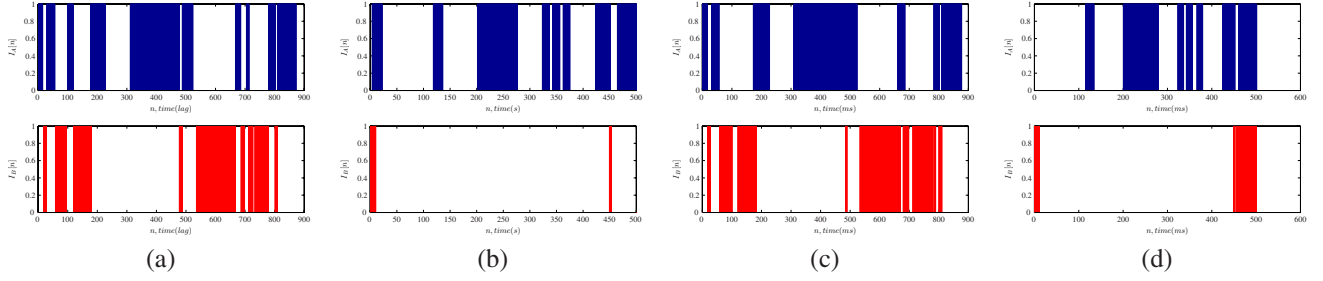 1 0.8 0.6 0.4 0.2 0
I_A[n]
0 100 200 300 400 500 600 700 800 900
n, time(lag)
1 0.8 0.6 0.4 0.2 0
I_B[n]
0 100 200 300 400 500 600 700 800 900
n, time(lag)
(a)
1 0.8 0.6 0.4 0.2 0
I_A[n]
0 50 100 150 200 250 300 350 400 450 500
n, time(s)
1 0.8 0.6 0.4 0.2 0
I_B[n]
0 50 100 150 200 250 300 350 400 450 500
n, time(s)
(b)
1 0.8 0.6 0.4 0.2 0
I_A[n]
0 100 200 300 400 500 600 700 800 900
n, time(ms)
1 0.8 0.6 0.4 0.2 0
I_B[n]
0 100 200 300 400 500 600 700 800 900
n, time(ms)
(c)
1 0.8 0.6 0.4 0.2 0
I_A[n]
0 100 200 300 400 500 600
n, time(ms)
1 0.8 0.6 0.4 0.2 0
I_B[n]
0 100 200 300 400 500 600
n, time(ms)
(d)